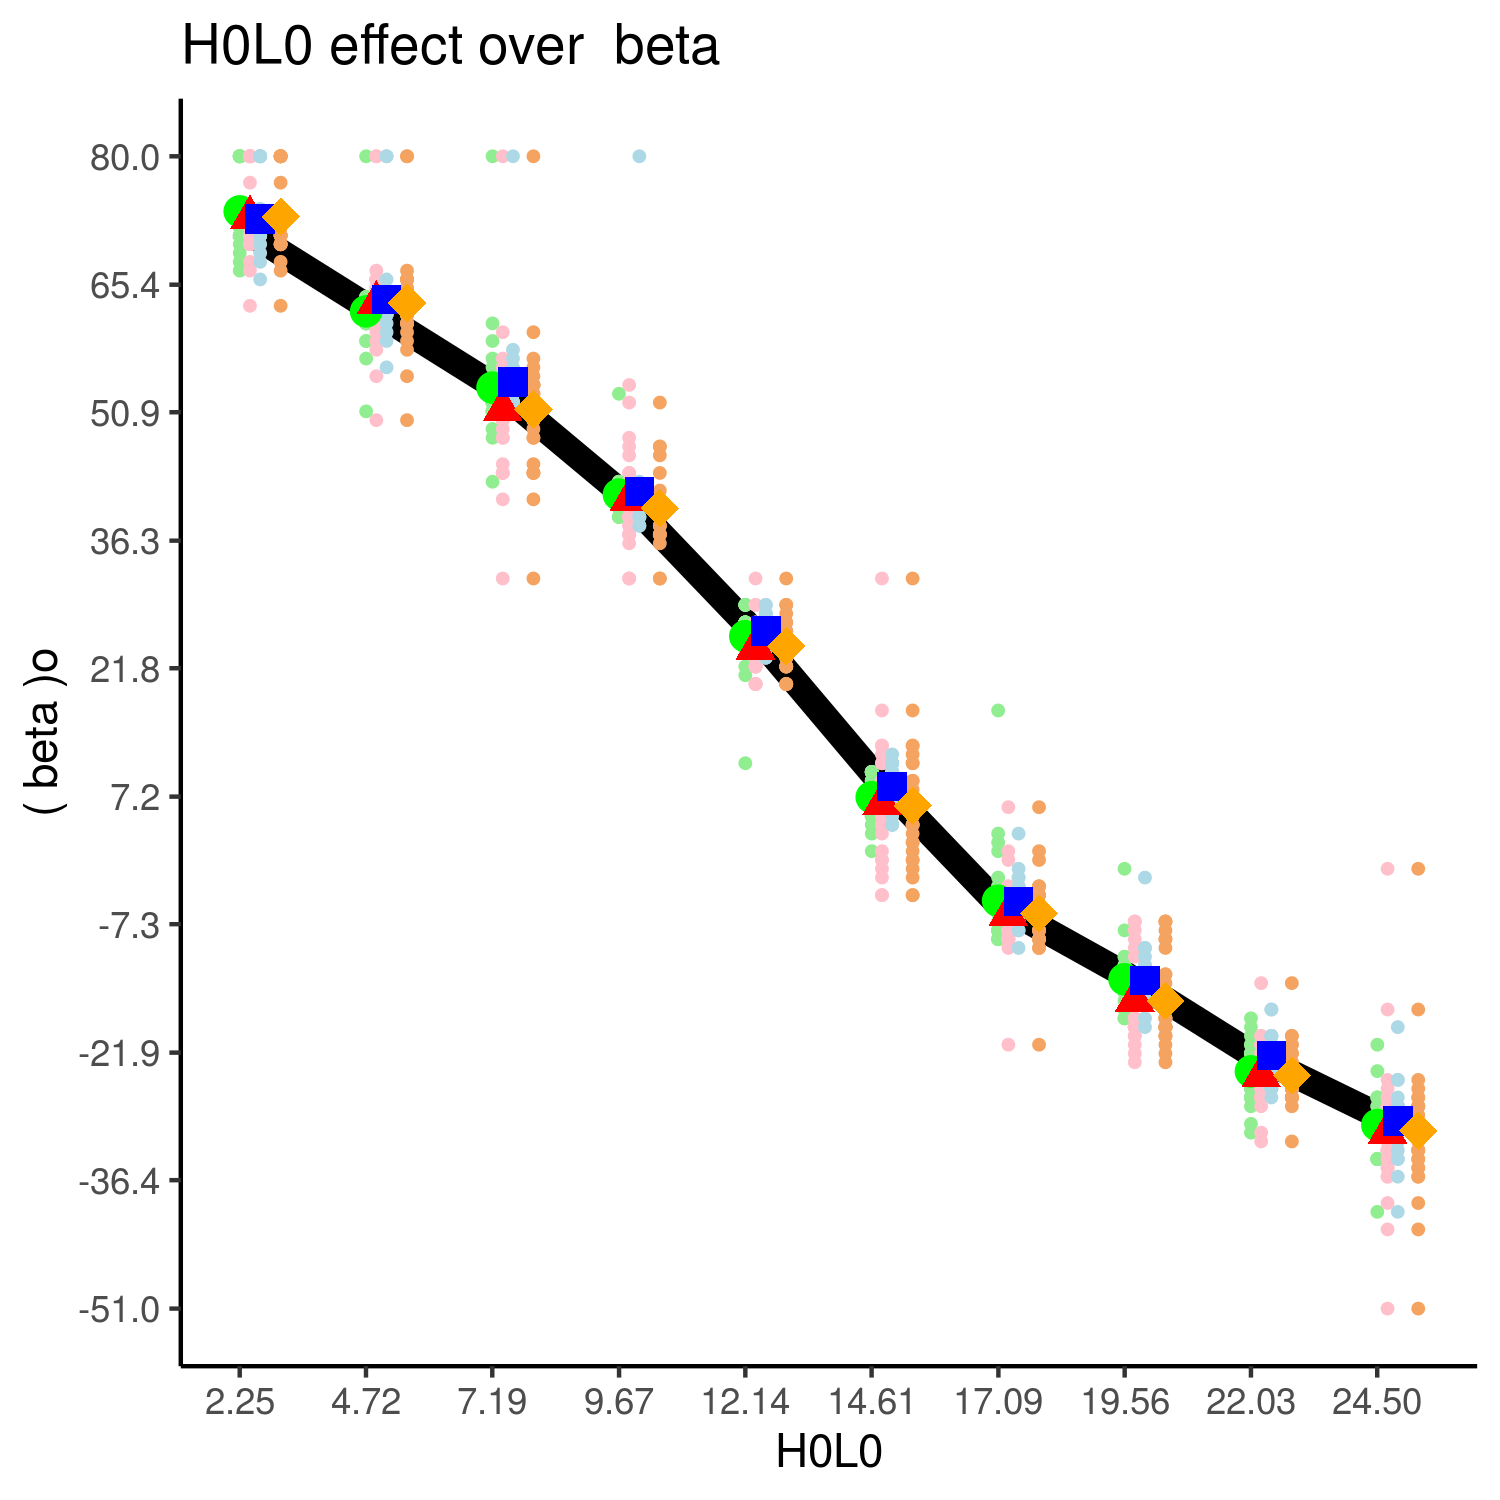 H0L0 effect over  beta
80.0
65.4
50.9
36.3
21.8
7.2
-7.3
-21.9
-36.4
-51.0
( beta )o
2.25 4.72 7.19 9.67 12.14 14.61 17.09 19.56 22.03 24.50
H0L0